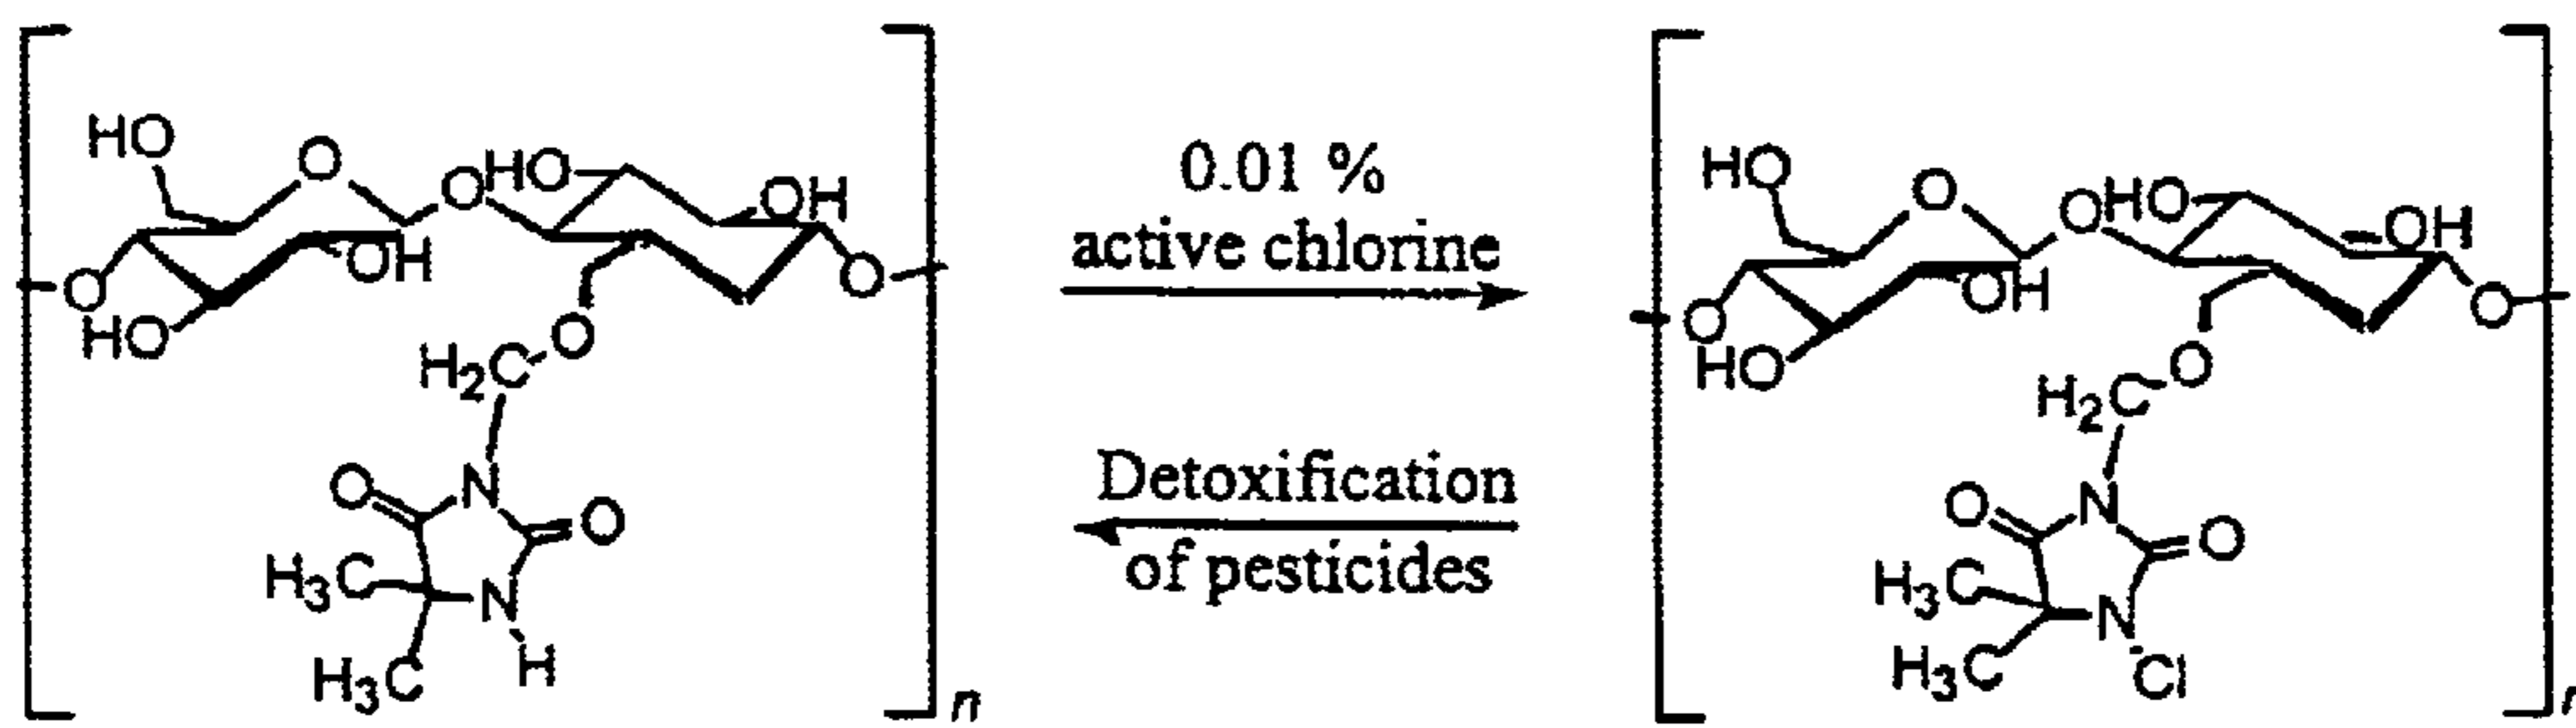 HO
O
O
HO
OH
OH
O
HO
O
H2C
O
O
N
O
H3C
N
H3C
H
n
0.01 %
active chlorine
Detoxification
of pesticides
HO
O
O
HO
OH
OH
O
HO
O
H2C
O
O
N
O
H3C
N
H3C
Cl
n